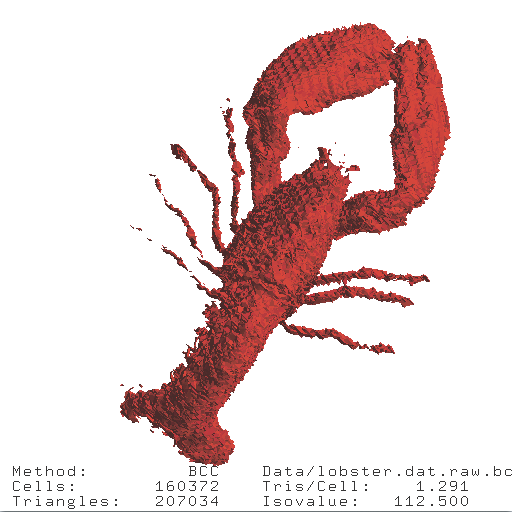 Method: BCC Data/lobster.dat.raw.bc
Cells: 160372 Tris/Cell: 1.291
Triangles: 207034 Isovalue: 112.500